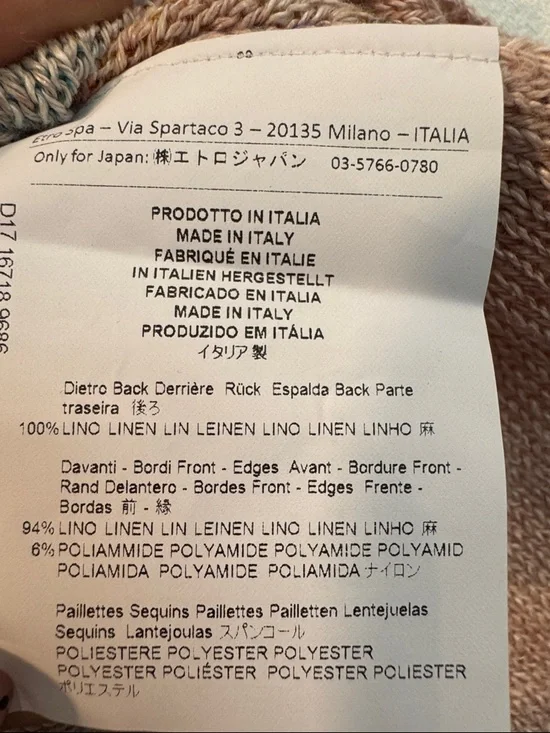 Etro Spa – Via Spartaco 3 – 20135 Milano – ITALIA
Only for Japan: ㈱エトロジャパン 03-5766-0780
PRODOTTO IN ITALIA
MADE IN ITALY
FABRIQUÉ EN ITALIE
IN ITALIEN HERGESTELLT
FABRICADO EN ITALIA
MADE IN ITALY
PRODUZIDO EM ITÁLIA
イタリア製
D17 16718 9686
Dietro Back Derrière Rück Espalda Back Parte
traseira 後ろ
100% LINO LINEN LIN LEINEN LINO LINEN LINHO 麻
Davanti - Bordi Front - Edges Avant - Bordure Front -
Rand Delantero - Bordes Front - Edges Frente -
Bordas 前 - 縁
94% LINO LINEN LIN LEINEN LINO LINEN LINHO 麻
6% POLIAMMIDE POLYAMIDE POLYAMIDE POLYAMID
POLIAMIDA POLYAMIDE POLIAMIDA ナイロン
Paillettes Sequins Paillettes Pailletten Lentejuelas
Sequins Lantejoulas スパンコール
POLIESTERE POLYESTER POLYESTER
POLYESTER POLIÉSTER POLYESTER POLIESTER
ポリエステル